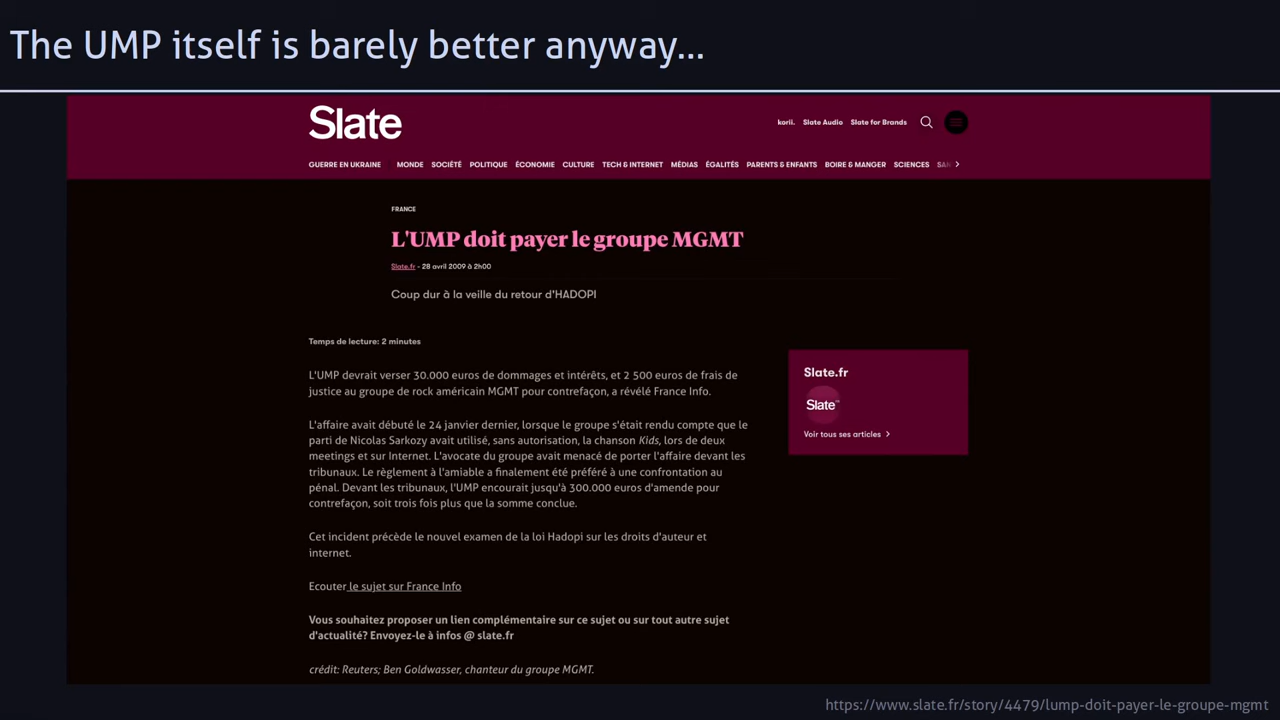 The UMP itself is barely better anyway...
Slate
korii. Slate Audio Slate for Brands
GUERRE EN UKRAINE MONDE SOCIÉTÉ POLITIQUE ÉCONOMIE CULTURE TECH & INTERNET MÉDIAS ÉGALITÉS PARENTS & ENFANTS BOIRE & MANGER SCIENCES
FRANCE
L'UMP doit payer le groupe MGMT
Slate.fr - 28 avril 2009 à 2h00
Coup dur à la veille du retour d'HADOPI
Temps de lecture: 2 minutes
L'UMP devrait verser 30.000 euros de dommages et intérêts, et 2 500 euros de frais de
justice au groupe de rock américain MGMT pour contrefaçon, a révélé France Info.
L'affaire avait débuté le 24 janvier dernier, lorsque le groupe s'était rendu compte que le
parti de Nicolas Sarkozy avait utilisé, sans autorisation, la chanson Kids, lors de deux
meetings et sur Internet. L'avocate du groupe avait menacé de porter l'affaire devant les
tribunaux. Le règlement à l'amiable a finalement été préféré à une confrontation au
pénal. Devant les tribunaux, l'UMP encourait jusqu'à 300.000 euros d'amende pour
contrefaçon, soit trois fois plus que la somme conclue.
Cet incident précède le nouvel examen de la loi Hadopi sur les droits d'auteur et
internet.
Ecouter le sujet sur France Info
Vous souhaitez proposer un lien complémentaire sur ce sujet ou sur tout autre sujet
d'actualité? Envoyez-le à infos @ slate.fr
crédit: Reuters; Ben Goldwasser, chanteur du groupe MGMT.
Slate.fr
Slate
Voir tous ses articles
https://www.slate.fr/story/4479/lump-doit-payer-le-groupe-mgmt